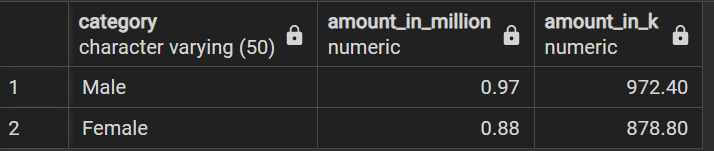 category amount_in_million amount_in_k
character varying (50) numeric numeric
1 Male 0.97 972.40
2 Female 0.88 878.80